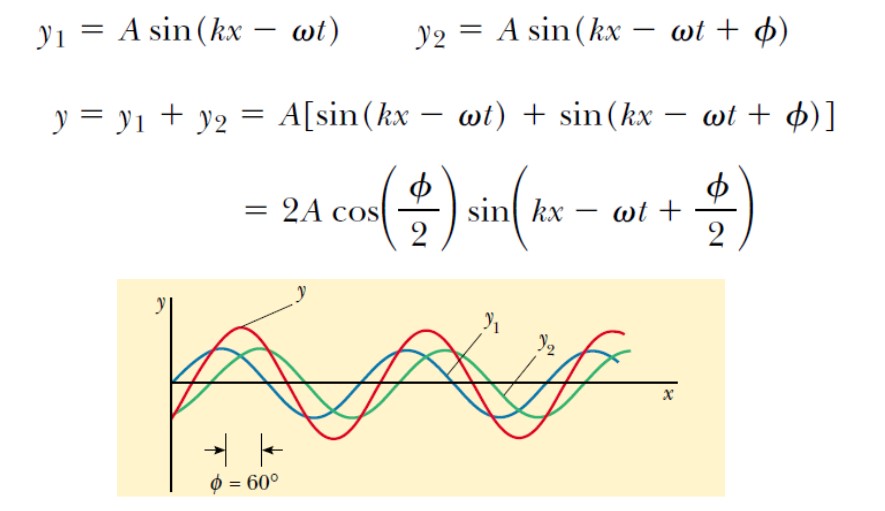 y₁ = A sin(kx − ωt)  y₂ = A sin(kx − ωt + ϕ)
y = y₁ + y₂ = A[sin(kx − ωt) + sin(kx − ωt + ϕ)]
= 2A cos(ϕ/2) sin(kx − ωt + ϕ/2)
y
y
y₁
y₂
x
ϕ = 60°